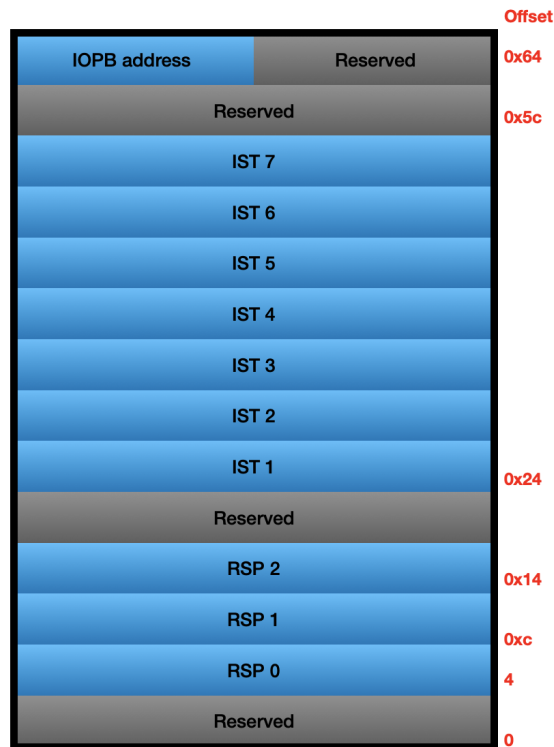 Offset
IOPB address Reserved 0x64
Reserved 0x5c
IST 7
IST 6
IST 5
IST 4
IST 3
IST 2
IST 1 0x24
Reserved
RSP 2 0x14
RSP 1 0xc
RSP 0 4
Reserved 0